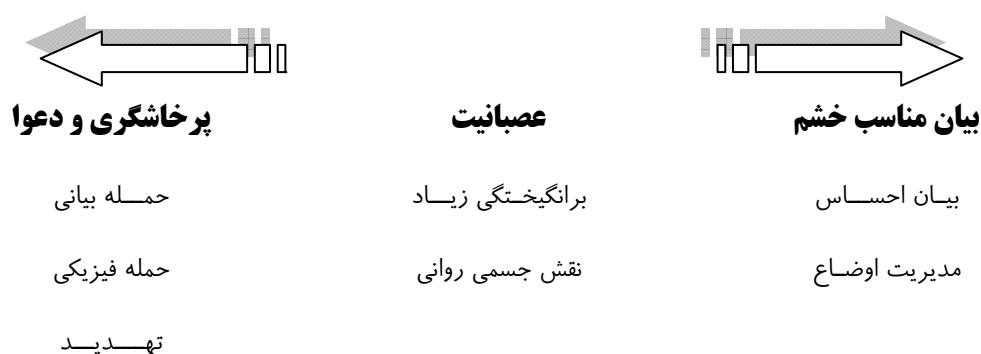 بیان مناسب خشم عصبانیت پرخاشگری و دعوا
بیان احساس برانگیختگی زیاد حمله بیانی
مدیریت اوضاع نقش جسمی روانی حمله فیزیکی
تهدید